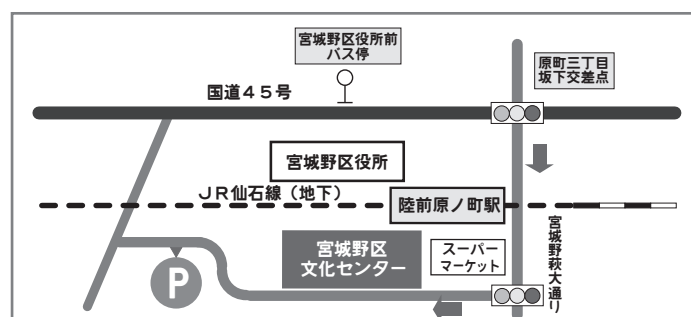 宮城野区役所前
バス停
原町三丁目
坂下交差点
国道４５号
宮城野区役所
ＪＲ仙石線（地下）
陸前原ノ町駅
宮城野区
文化センター
スーパー
マーケット
宮城野萩大通り
P